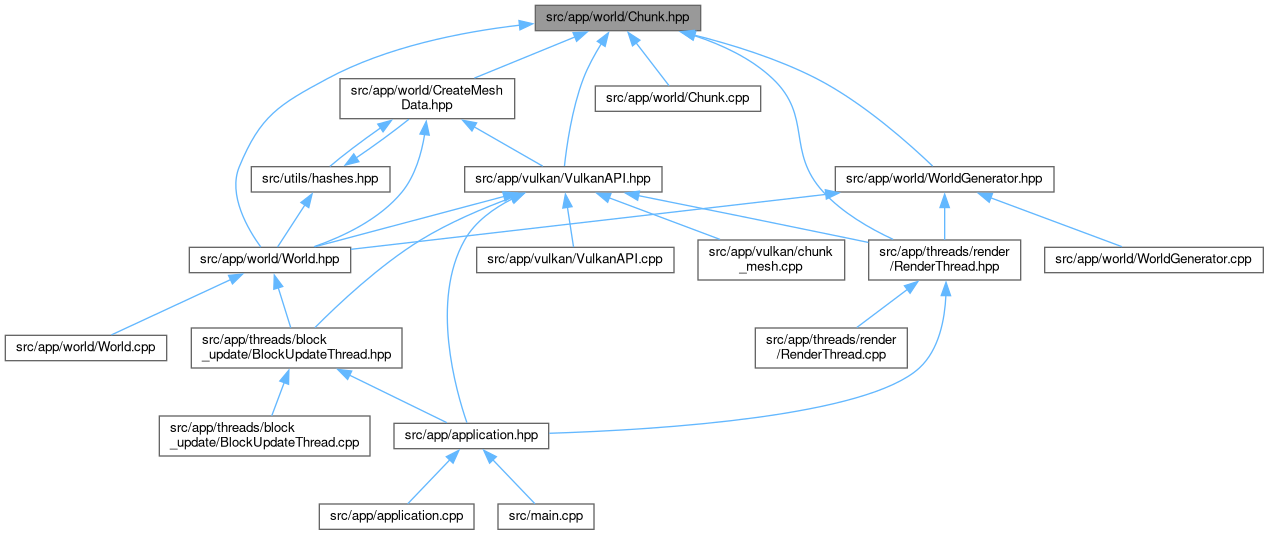 src/app/world/Chunk.hpp
src/app/world/CreateMesh
Data.hpp
src/app/world/Chunk.cpp
src/utils/hashes.hpp
src/app/vulkan/VulkanAPI.hpp
src/app/world/WorldGenerator.hpp
src/app/world/World.hpp
src/app/vulkan/VulkanAPI.cpp
src/app/vulkan/chunk
_mesh.cpp
src/app/threads/render
/RenderThread.hpp
src/app/world/WorldGenerator.cpp
src/app/world/World.cpp
src/app/threads/block
_update/BlockUpdateThread.hpp
src/app/threads/render
/RenderThread.cpp
src/app/threads/block
_update/BlockUpdateThread.cpp
src/app/application.hpp
src/app/application.cpp
src/main.cpp